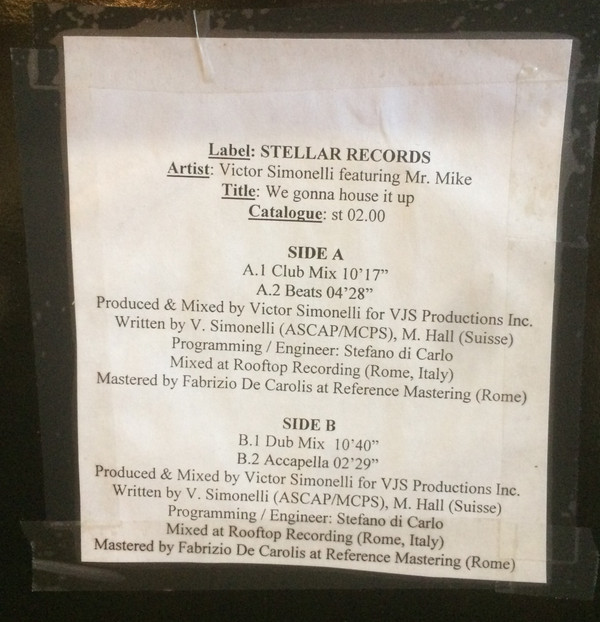 Label: STELLAR RECORDS
Artist: Victor Simonelli featuring Mr. Mike
Title: We gonna house it up
Catalogue: st 02.00
SIDE A
A.1 Club Mix 10’17”
A.2 Beats 04’28”
Produced & Mixed by Victor Simonelli for VJS Productions Inc.
Written by V. Simonelli (ASCAP/MCPS), M. Hall (Suisse)
Programming / Engineer: Stefano di Carlo
Mixed at Rooftop Recording (Rome, Italy)
Mastered by Fabrizio De Carolis at Reference Mastering (Rome)
SIDE B
B.1 Dub Mix 10’40”
B.2 Accapella 02’29”
Produced & Mixed by Victor Simonelli for VJS Productions Inc.
Written by V. Simonelli (ASCAP/MCPS), M. Hall (Suisse)
Programming / Engineer: Stefano di Carlo
Mixed at Rooftop Recording (Rome, Italy)
Mastered by Fabrizio De Carolis at Reference Mastering (Rome)